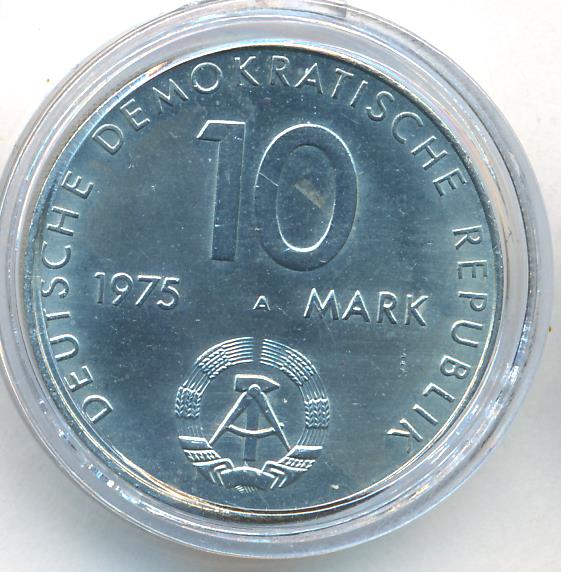 DEUTSCHE DEMOKRATISCHE REPUBLIK
10
1975 A MARK